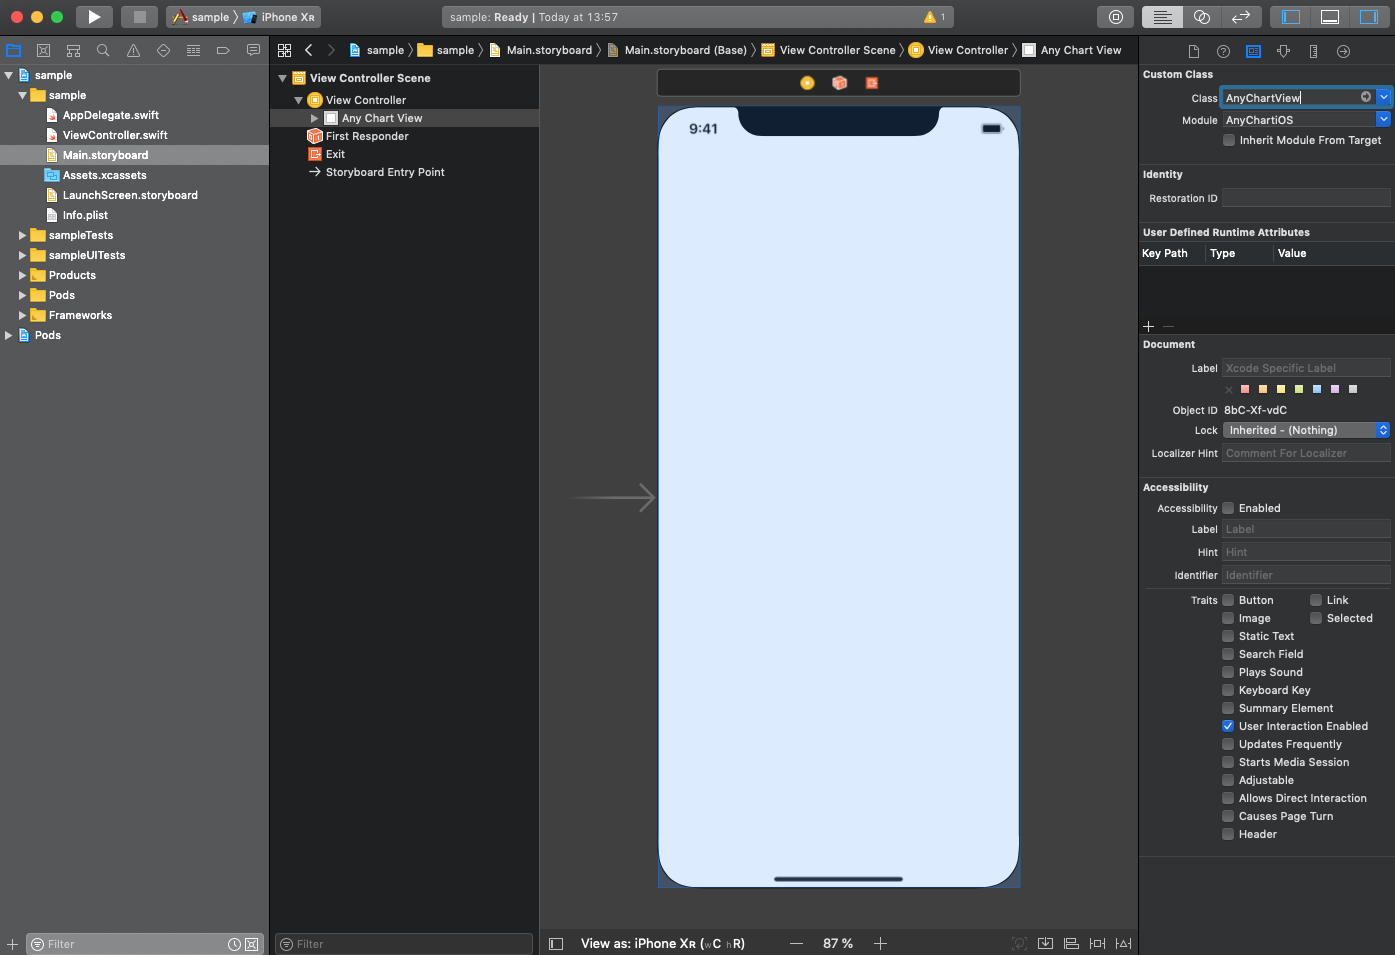 sample
iPhone XR
sample: Ready | Today at 13:57
1
sample
sample
Main.storyboard
Main.storyboard (Base)
View Controller Scene
View Controller
Any Chart View
sample
sample
AppDelegate.swift
ViewController.swift
Main.storyboard
Assets.xcassets
LaunchScreen.storyboard
Info.plist
sampleTests
sampleUITests
Products
Pods
Frameworks
Pods
Filter
View Controller Scene
View Controller
Any Chart View
First Responder
Exit
Storyboard Entry Point
Filter
9:41
View as: iPhone XR (wC hR)
87 %
Custom Class
Class AnyChartView
Module AnyChartiOS
Inherit Module From Target
Identity
Restoration ID
User Defined Runtime Attributes
Key Path Type Value
Document
Label Xcode Specific Label
Object ID 8bC-Xf-vdC
Lock Inherited - (Nothing)
Localizer Hint Comment For Localizer
Accessibility
Accessibility Enabled
Label Label
Hint Hint
Identifier Identifier
Traits Button Link
Image Selected
Static Text
Search Field
Plays Sound
Keyboard Key
Summary Element
User Interaction Enabled
Updates Frequently
Starts Media Session
Adjustable
Allows Direct Interaction
Causes Page Turn
Header